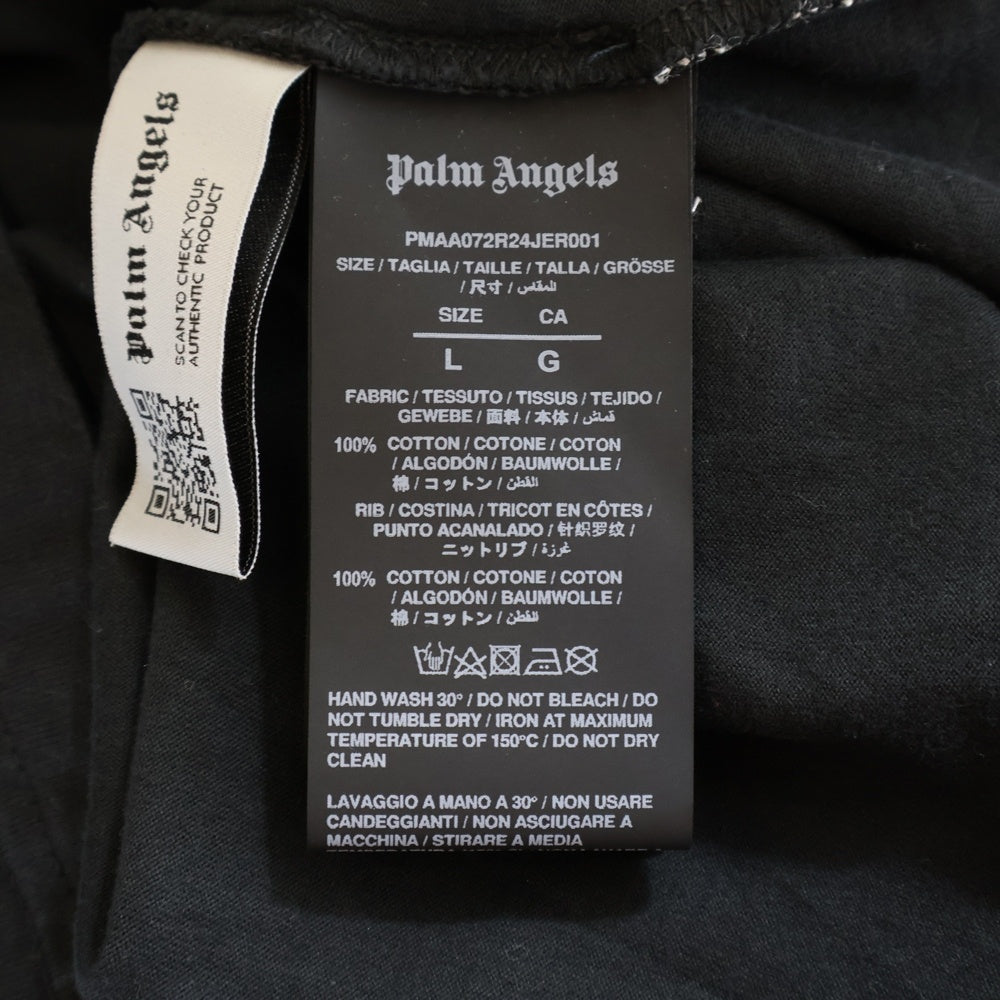 Palm Angels
SCAN TO CHECK YOUR
AUTHENTIC PRODUCT
Palm Angels
PMAA072R24JER001
SIZE / TAGLIA / TAILLE / TALLA / GRÖSSE
/ 尺寸 / المقاس
SIZE CA
L G
FABRIC / TESSUTO / TISSUS / TEJIDO /
GEWEBE / 面料 / 本体 / قماش
100% COTTON / COTONE / COTON
/ ALGODÓN / BAUMWOLLE /
棉 / コットン / القطن
RIB / COSTINA / TRICOT EN CÔTES /
PUNTO ACANALADO / 针织罗纹 /
ニットリブ / غرزة
100% COTTON / COTONE / COTON
/ ALGODÓN / BAUMWOLLE /
棉 / コットン / القطن
HAND WASH 30° / DO NOT BLEACH / DO
NOT TUMBLE DRY / IRON AT MAXIMUM
TEMPERATURE OF 150°C / DO NOT DRY
CLEAN
LAVAGGIO A MANO A 30° / NON USARE
CANDEGGIANTI / NON ASCIUGARE A
MACCHINA / STIRARE A MEDIA